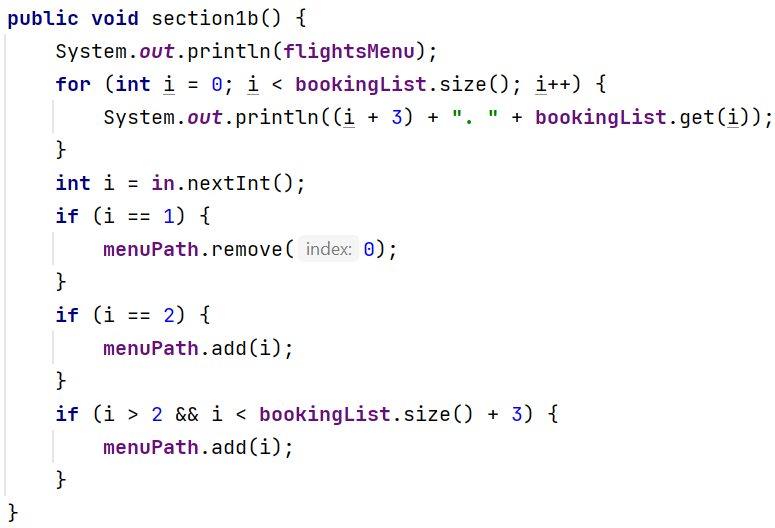 public void section1b() {
    System.out.println(flightsMenu);
    for (int i = 0; i < bookingList.size(); i++) {
        System.out.println((i + 3) + ". " + bookingList.get(i));
    }
    int i = in.nextInt();
    if (i == 1) {
        menuPath.remove( index: 0);
    }
    if (i == 2) {
        menuPath.add(i);
    }
    if (i > 2 && i < bookingList.size() + 3) {
        menuPath.add(i);
    }
}